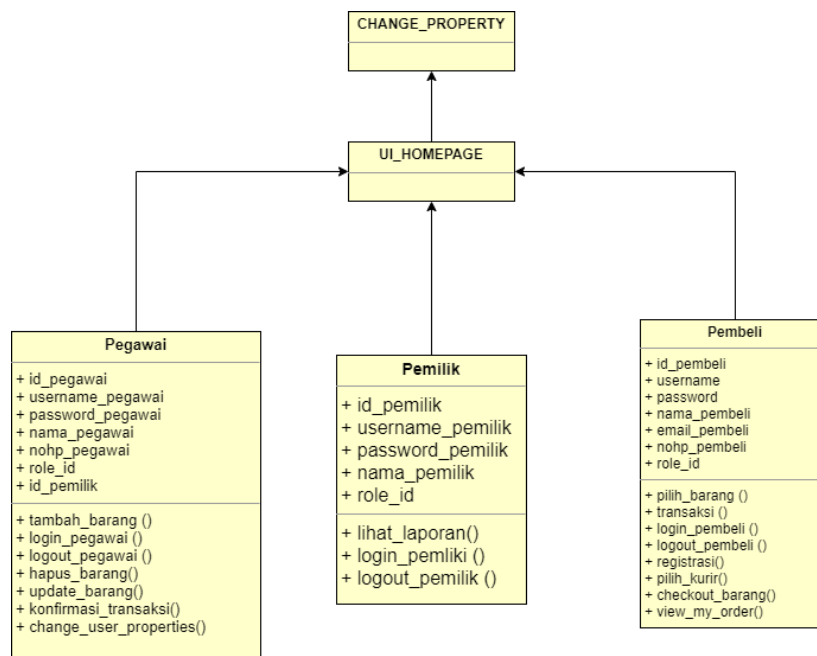 CHANGE_PROPERTY
UI_HOMEPAGE
Pegawai
+ id_pegawai
+ username_pegawai
+ password_pegawai
+ nama_pegawai
+ nohp_pegawai
+ role_id
+ id_pemilik
+ tambah_barang ()
+ login_pegawai ()
+ logout_pegawai ()
+ hapus_barang()
+ update_barang()
+ konfirmasi_transaksi()
+ change_user_properties()
Pemilik
+ id_pemilik
+ username_pemilik
+ password_pemilik
+ nama_pemilik
+ role_id
+ lihat_laporan()
+ login_pemliki ()
+ logout_pemilik ()
Pembeli
+ id_pembeli
+ username
+ password
+ nama_pembeli
+ email_pembeli
+ nohp_pembeli
+ role_id
+ pilih_barang ()
+ transaksi ()
+ login_pembeli ()
+ logout_pembeli ()
+ registrasi()
+ pilih_kurir()
+ checkout_barang()
+ view_my_order()